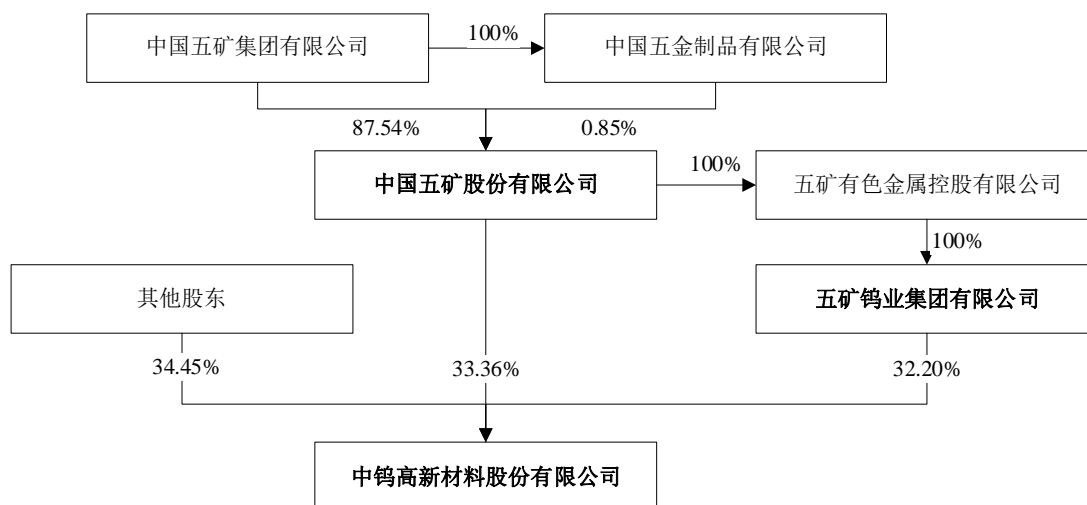 中国五矿集团有限公司
100%
中国五金制品有限公司
87.54%
0.85%
中国五矿股份有限公司
100%
五矿有色金属控股有限公司
100%
其他股东
五矿钨业集团有限公司
34.45%
33.36%
32.20%
中钨高新材料股份有限公司